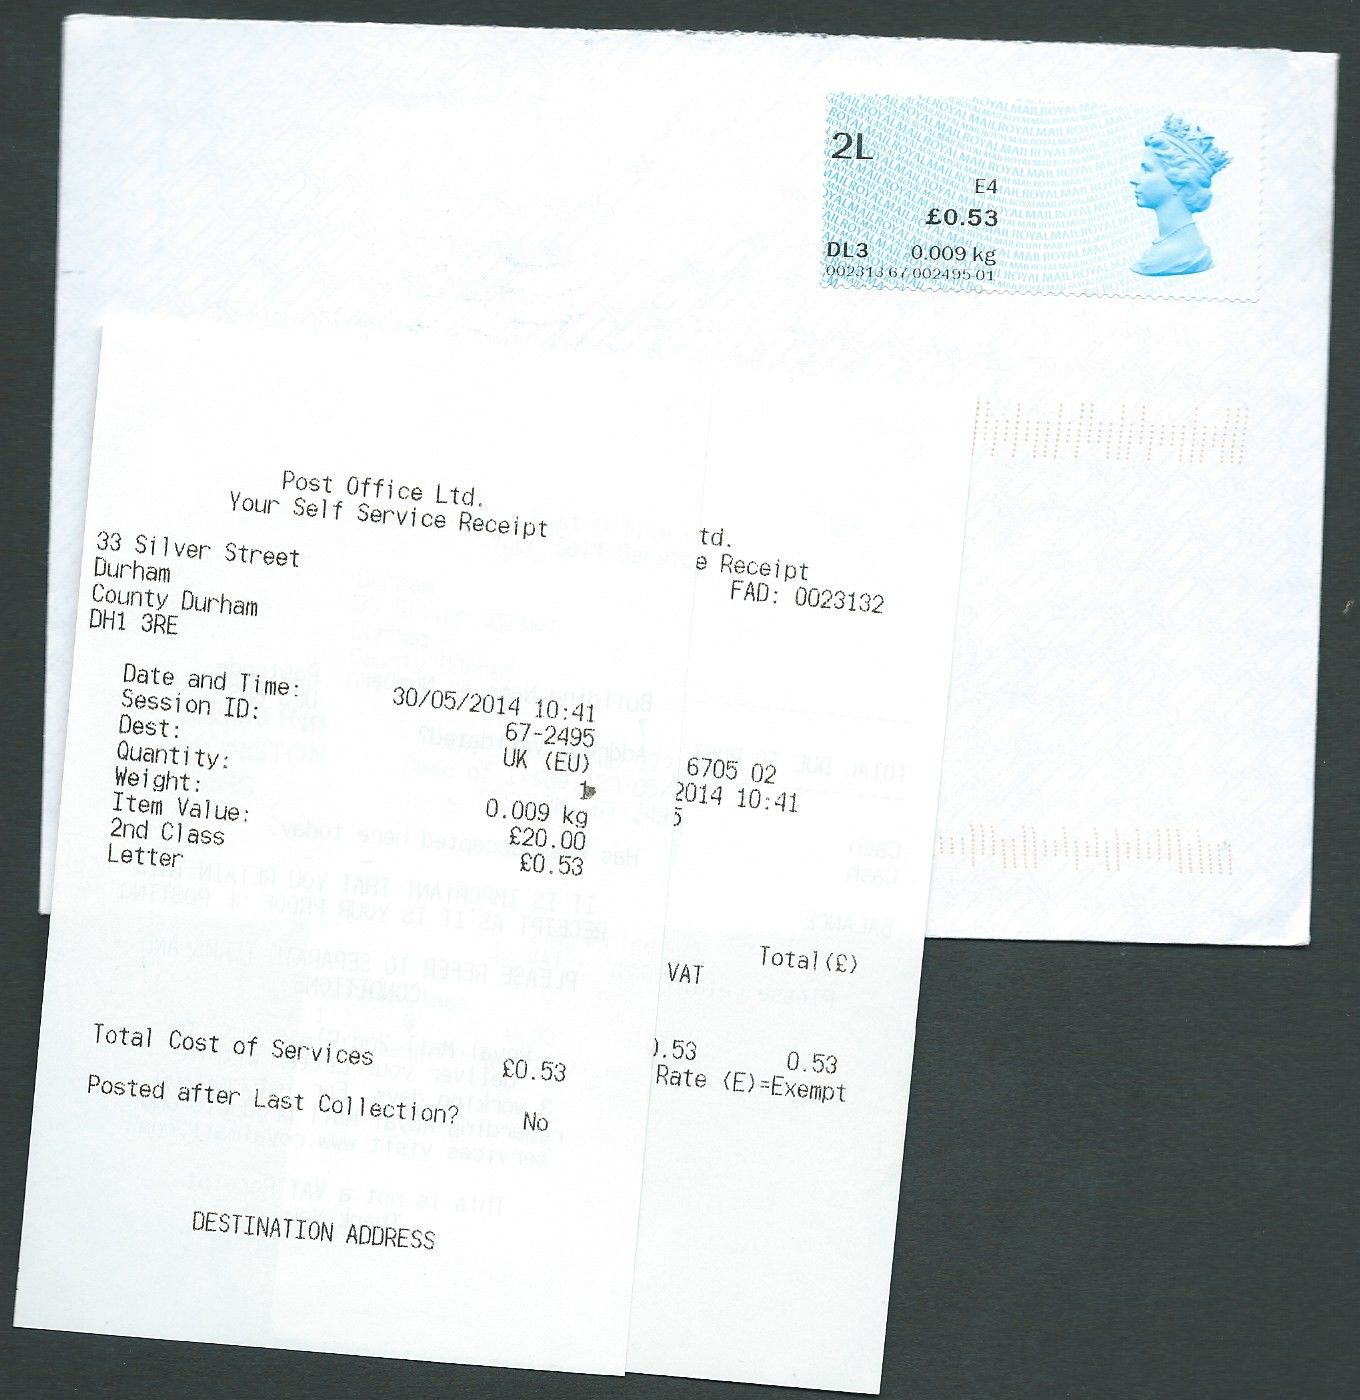 2L
E4
£0.53
DL3 0.009 kg
002313 67 002495-01
Post Office Ltd.
Your Self Service Receipt
33 Silver Street
Durham
County Durham
DH1 3RE
Date and Time: 30/05/2014 10:41
Session ID: 67-2495
Dest: UK (EU)
Quantity: 1
Weight: 0.009 kg
Item Value: £20.00
2nd Class £0.53
Letter
Total Cost of Services £0.53
Posted after Last Collection? No
DESTINATION ADDRESS
td.
e Receipt
FAD: 0023132
6705 02
2014 10:41
5
Total(£)
VAT
.53 0.53
Rate (E)=Exempt